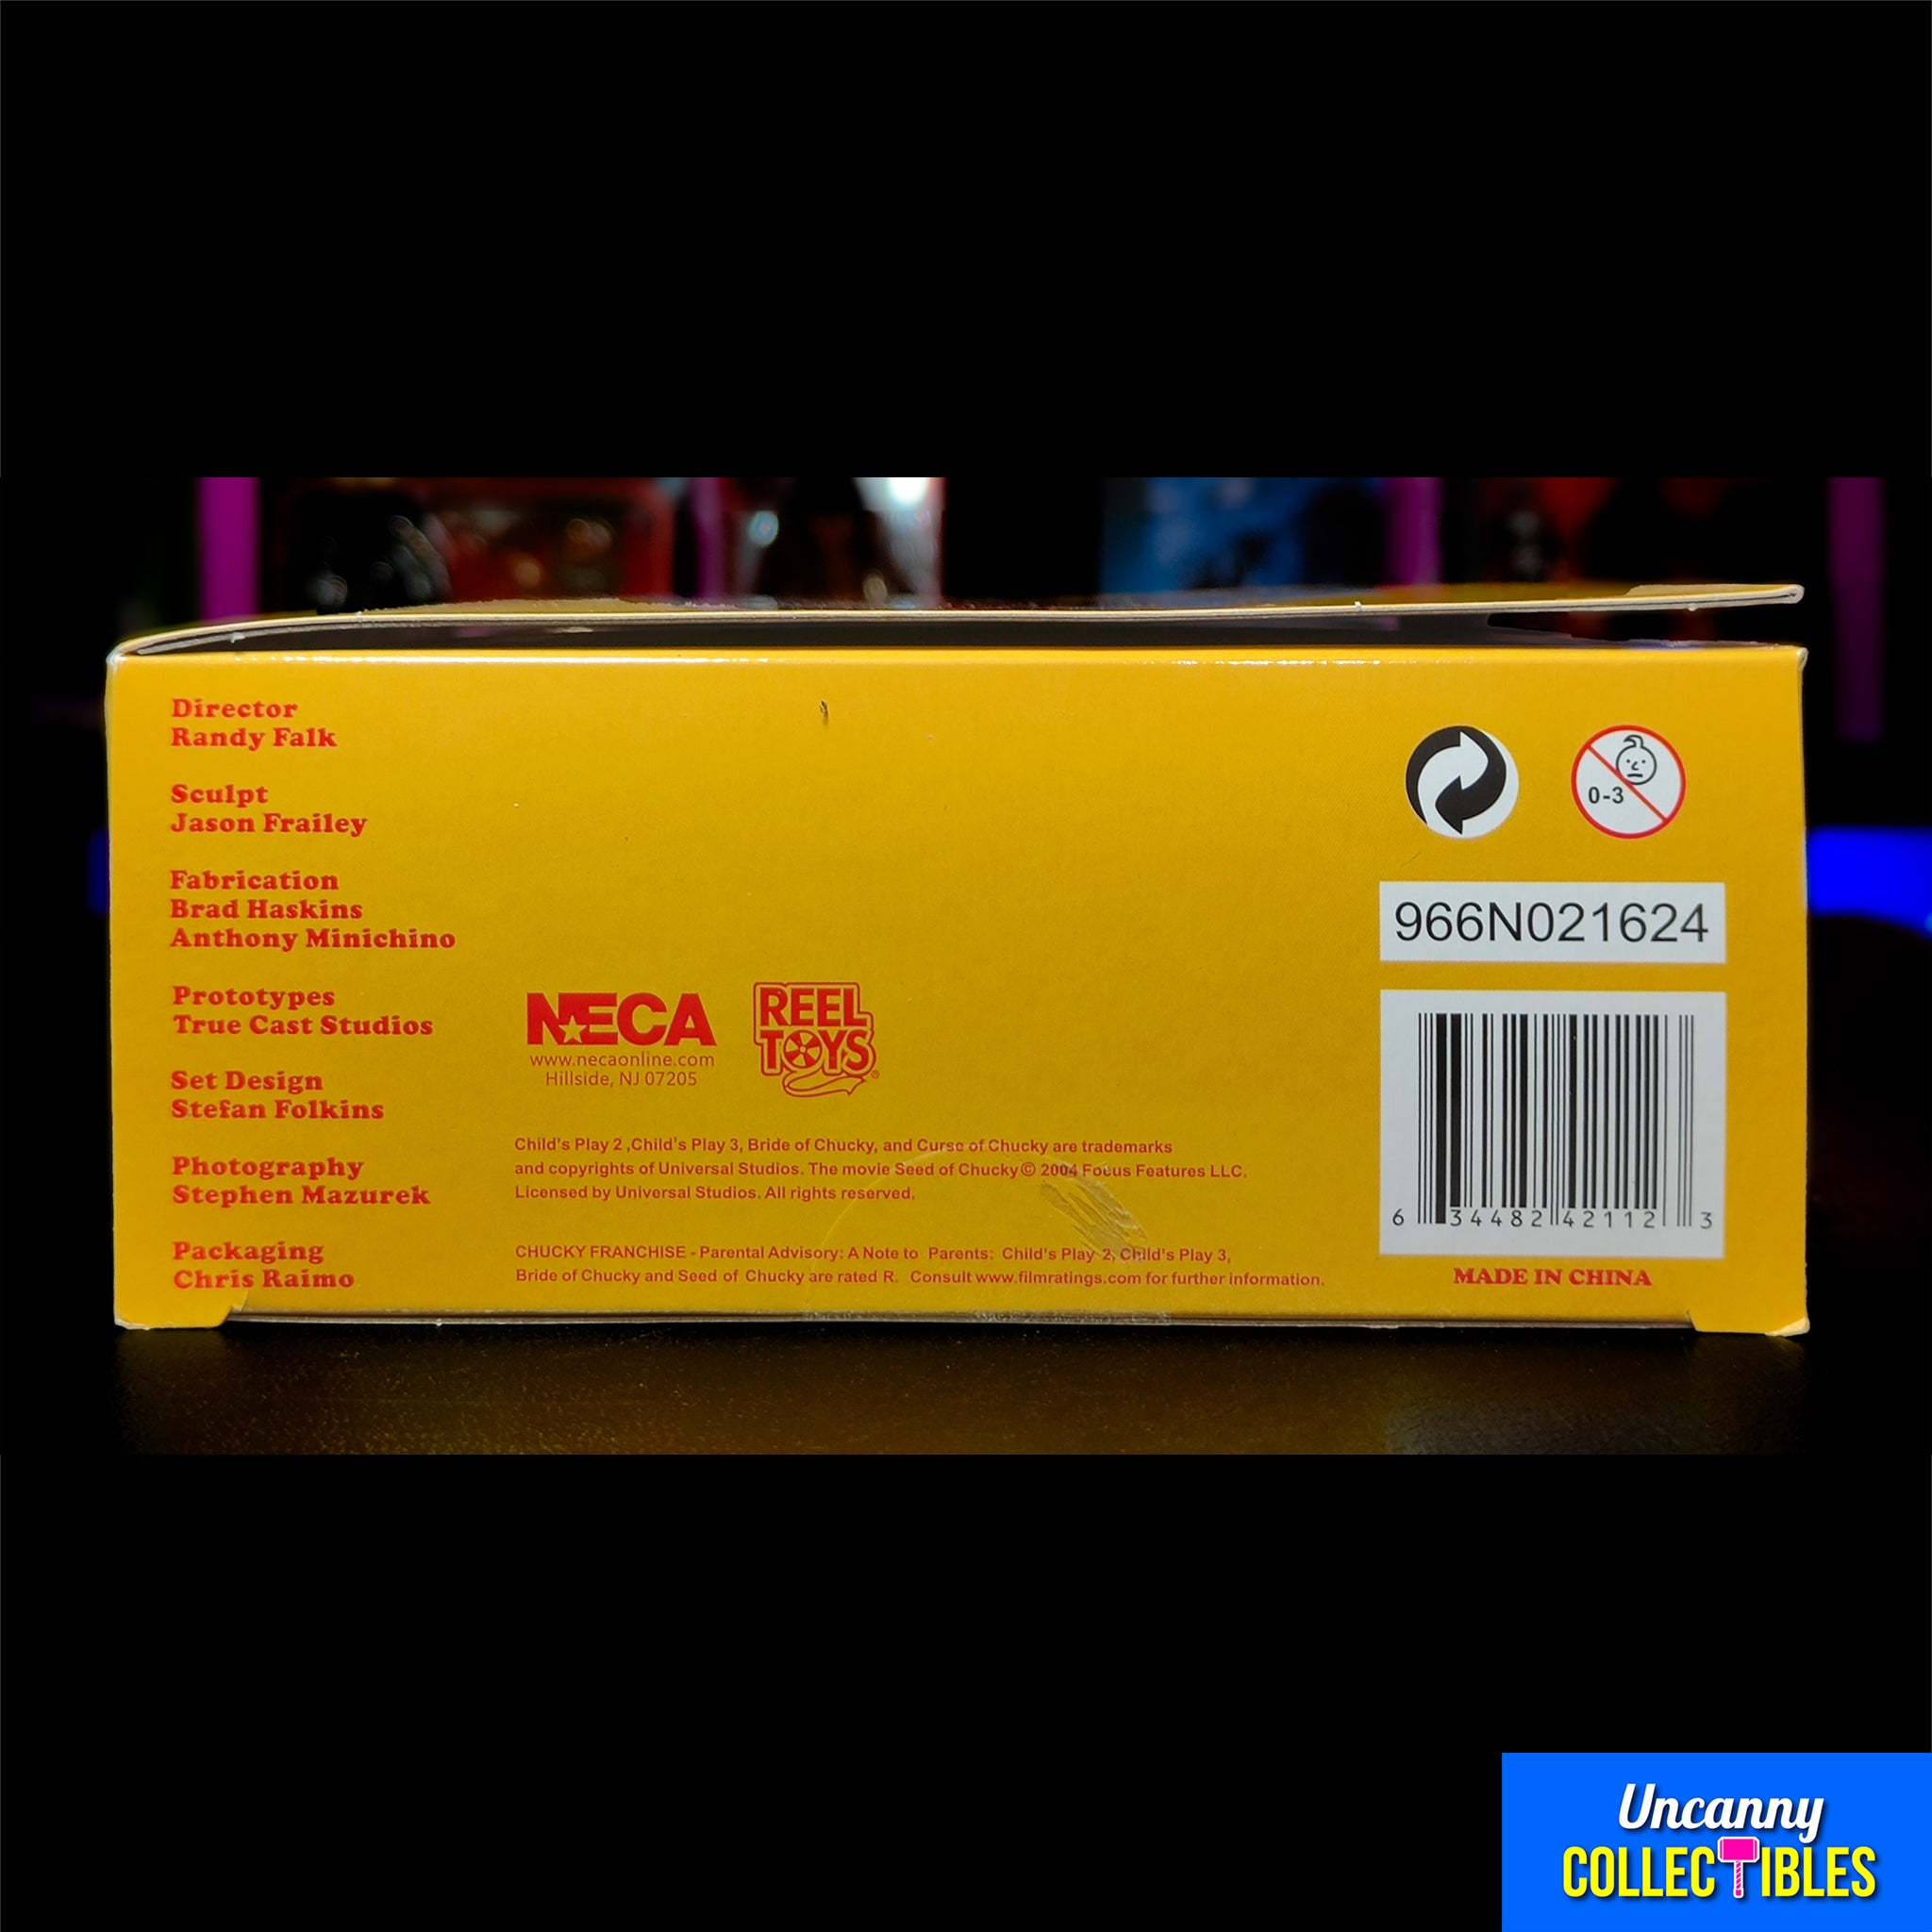 Director
Randy Falk
Sculpt
Jason Frailey
Fabrication
Brad Haskins
Anthony Minichino
Prototypes
True Cast Studios
Set Design
Stefan Folkins
Photography
Stephen Mazurek
Packaging
Chris Raimo
NECA
www.necaonline.com
Hillside, NJ 07205
REEL
TOYS®
Child's Play 2 ,Child's Play 3, Bride of Chucky, and Curse of Chucky are trademarks
and copyrights of Universal Studios. The movie Seed of Chucky© 2004 Focus Features LLC.
Licensed by Universal Studios. All rights reserved.
CHUCKY FRANCHISE - Parental Advisory: A Note to Parents: Child's Play 2, Child's Play 3,
Bride of Chucky and Seed of Chucky are rated R. Consult www.filmratings.com for further information.
0-3
966N021624
6 34482 42112 3
MADE IN CHINA
Uncanny
COLLECTIBLES